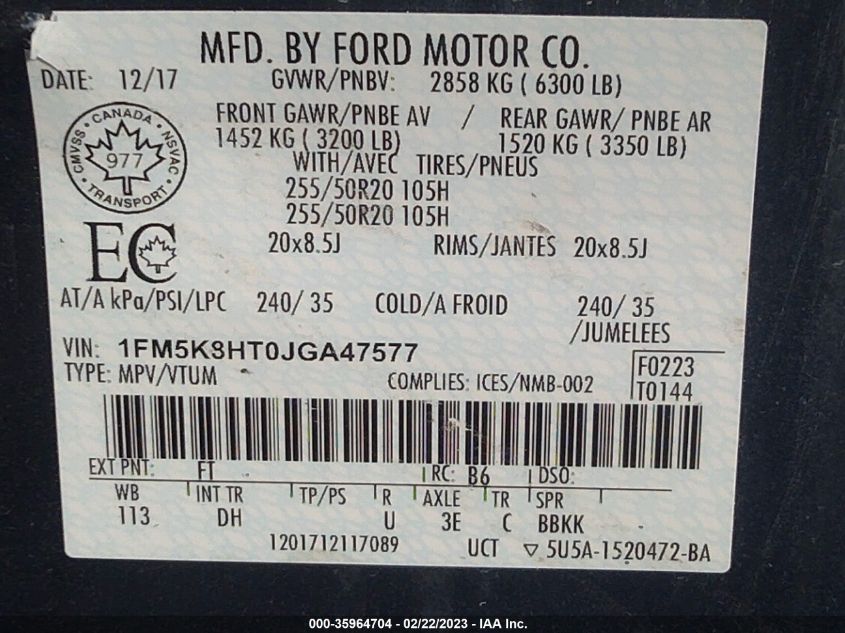 MFD. BY FORD MOTOR CO.
DATE: 12/17 GVWR/PNBV: 2858 KG ( 6300 LB)
FRONT GAWR/PNBE AV / REAR GAWR/ PNBE AR
1452 KG ( 3200 LB) 1520 KG ( 3350 LB)
WITH/AVEC TIRES/PNEUS
CANADA
CMVSS 977 NSVAC
TRANSPORT
255/50R20 105H
255/50R20 105H
EC
20x8.5J RIMS/JANTES 20x8.5J
AT/A kPa/PSI/LPC 240/ 35 COLD/A FROID 240/ 35
/JUMELEES
VIN: 1FM5K8HT0JGA47577
TYPE: MPV/VTUM COMPLIES: ICES/NMB-002
F0223
T0144
EXT PNT: FT RC: B6 DSO:
WB INT TR TP/PS R AXLE TR SPR
113 DH U 3E C BBKK
1201712117089 UCT ▽ 5U5A-1520472-BA
000-35964704 - 02/22/2023 - IAA Inc.